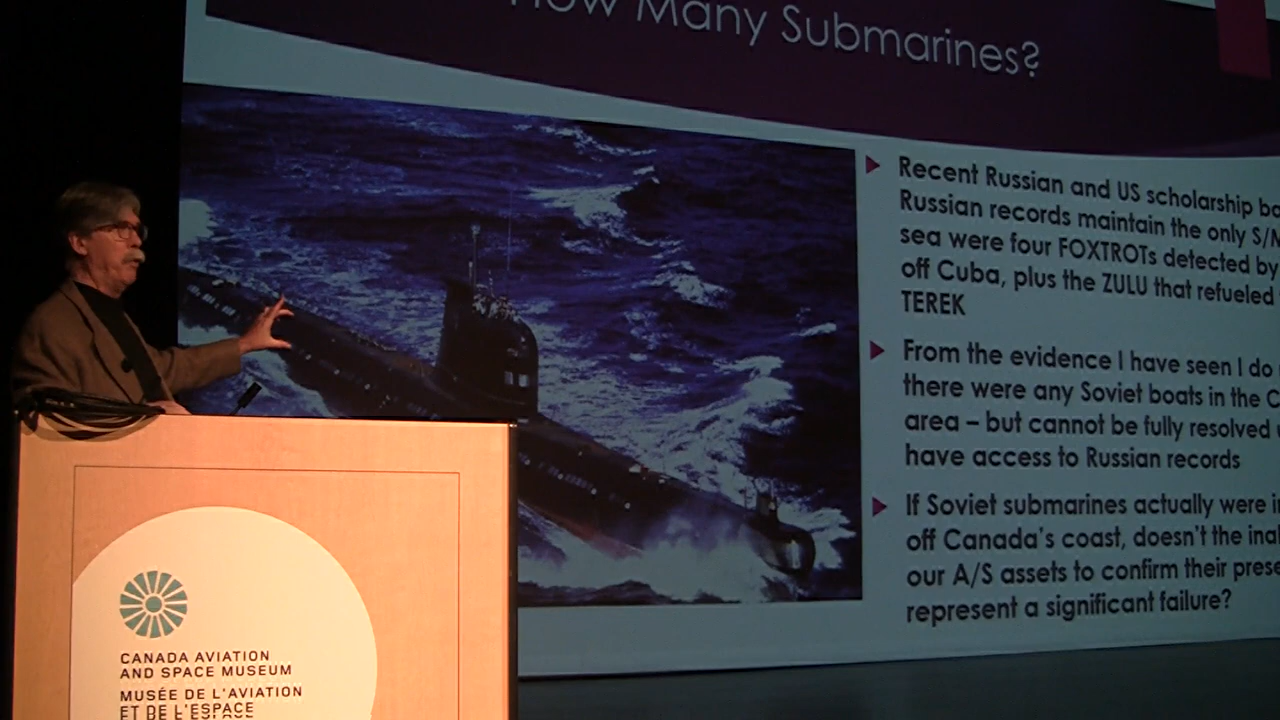 How Many Submarines?
Recent Russian and US scholarship
Russian records maintain the only S/M
sea were four FOXTROTs detected by
off Cuba, plus the ZULU that refueled
TEREK
From the evidence I have seen I do
there were any Soviet boats in the
area – but cannot be fully resolved
have access to Russian records
If Soviet submarines actually were
off Canada's coast, doesn't the
our A/S assets to confirm their
represent a significant failure?
CANADA AVIATION
AND SPACE MUSEUM
MUSÉE DE L'AVIATION
ET DE L'ESPACE